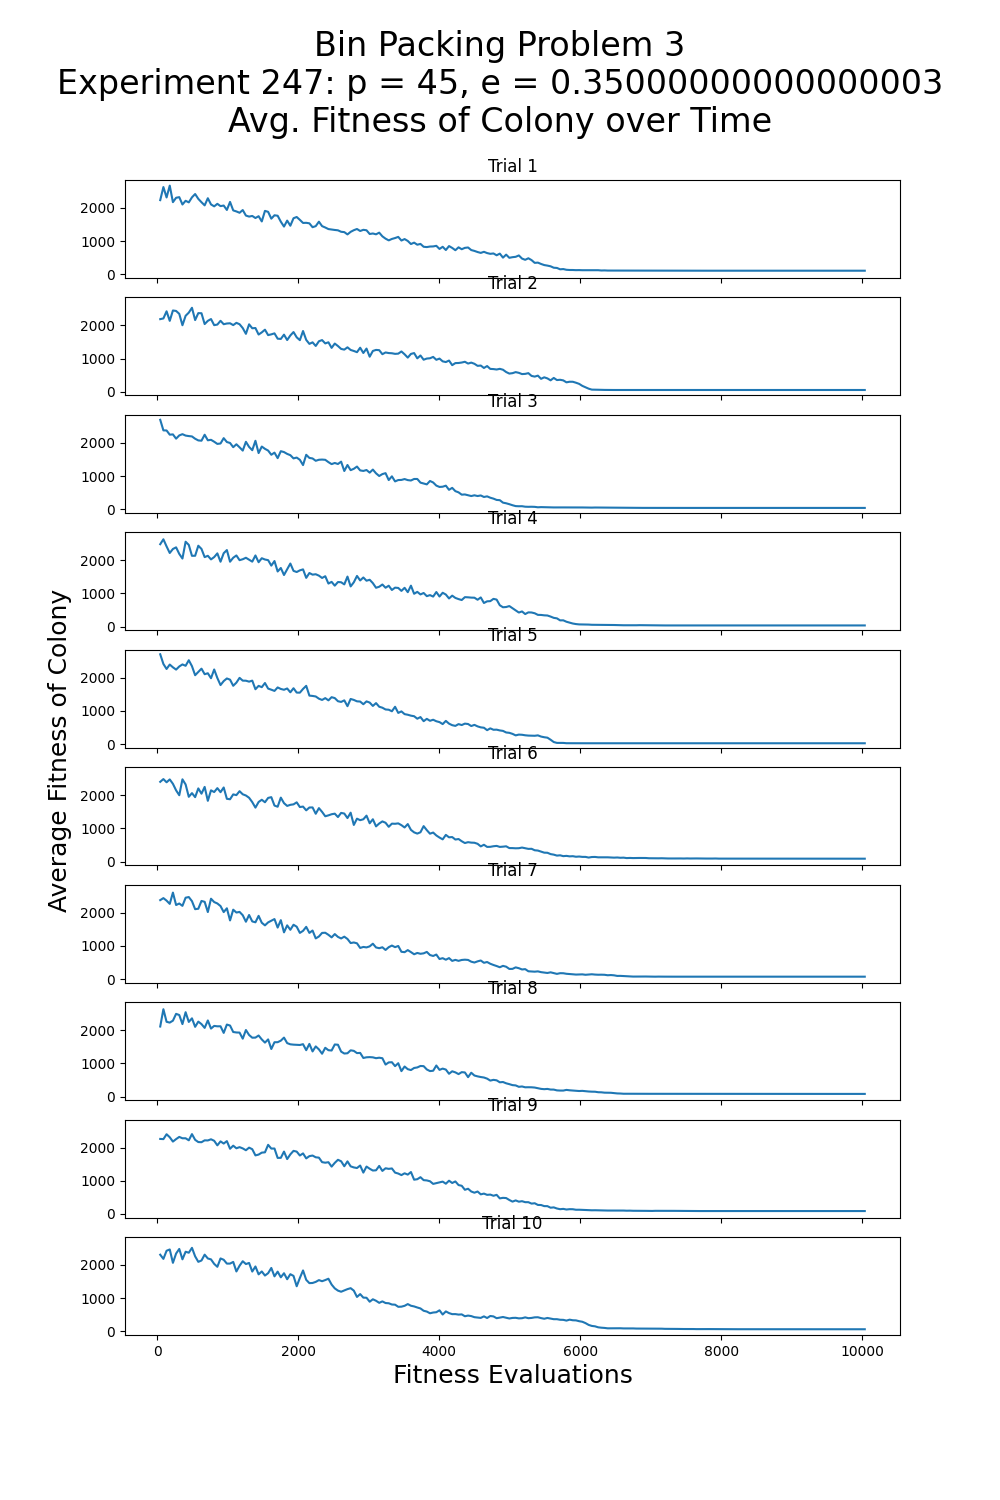 Bin Packing Problem 3
Experiment 247: p = 45, e = 0.35000000000000003
Avg. Fitness of Colony over Time
Trial 1
2000
1000
0
Trial 2
2000
1000
0
Trial 3
2000
1000
0
Trial 4
2000
1000
0
Trial 5
2000
1000
0
Trial 6
2000
1000
0
Trial 7
2000
1000
0
Trial 8
2000
1000
0
Trial 9
2000
1000
0
Trial 10
2000
1000
0
0 2000 4000 6000 8000 10000
Fitness Evaluations
Average Fitness of Colony